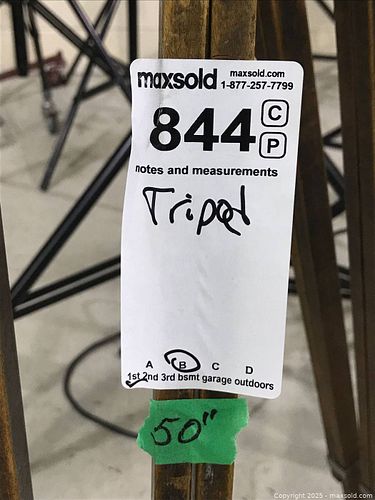 maxsold maxsold.com
1-877-257-7799
844 C
P
notes and measurements
Tripod
A B C D
1st 2nd 3rd bsmt garage outdoors
50"
Copyright 2025 - maxsold.com